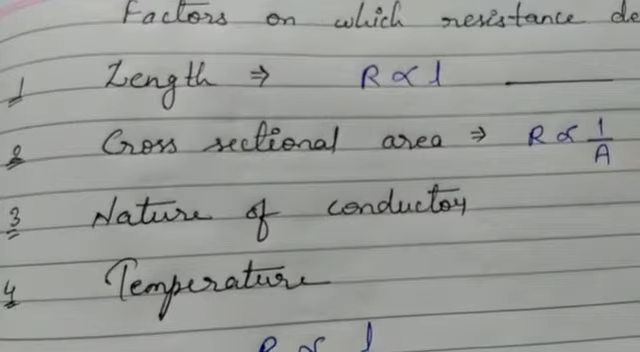 Factors on which resistance de
1 Length ⇒ R ∝ l
2 Cross sectional area ⇒ R ∝ 1/A
3 Nature of conductor
4 Temperature
R ∝ l